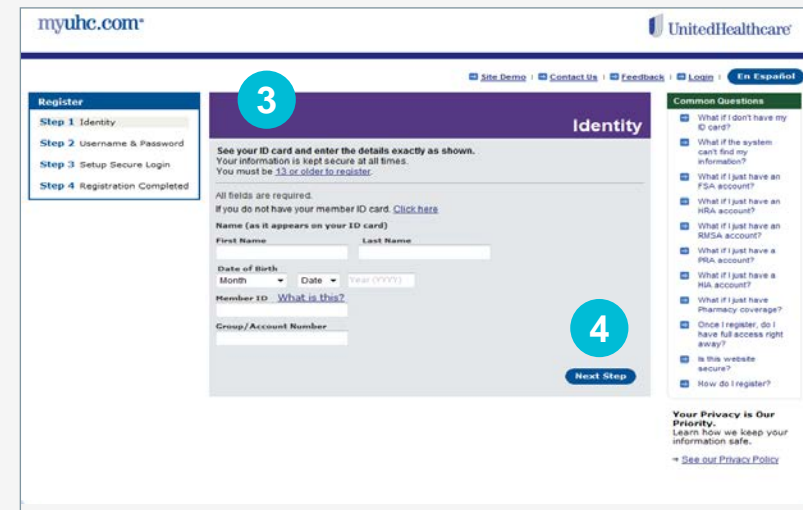 myuhc.com®
UnitedHealthcare®
Site Demo | Contact Us | Feedback | Login | En Español
Register
Step 1 Identity
Step 2 Username & Password
Step 3 Setup Secure Login
Step 4 Registration Completed
3
Identity
See your ID card and enter the details exactly as shown.
Your information is kept secure at all times.
You must be 13 or older to register.
All fields are required.
If you do not have your member ID card. Click here
Name (as it appears on your ID card)
First Name Last Name
Date of Birth
Month Date Year (YYYY)
Member ID What is this?
Group/Account Number
4
Next Step
Common Questions
What if I don't have my
ID card?
What if the system
can't find my
information?
What if I just have an
FSA account?
What if I just have an
HRA account?
What if I just have an
RMSA account?
What if I just have a
PRA account?
What if I just have a
HIA account?
What if I just have
Pharmacy coverage?
Once I register, do I
have full access right
away?
Is this website
secure?
How do I register?
Your Privacy is Our
Priority.
Learn how we keep your
information safe.
See our Privacy Policy